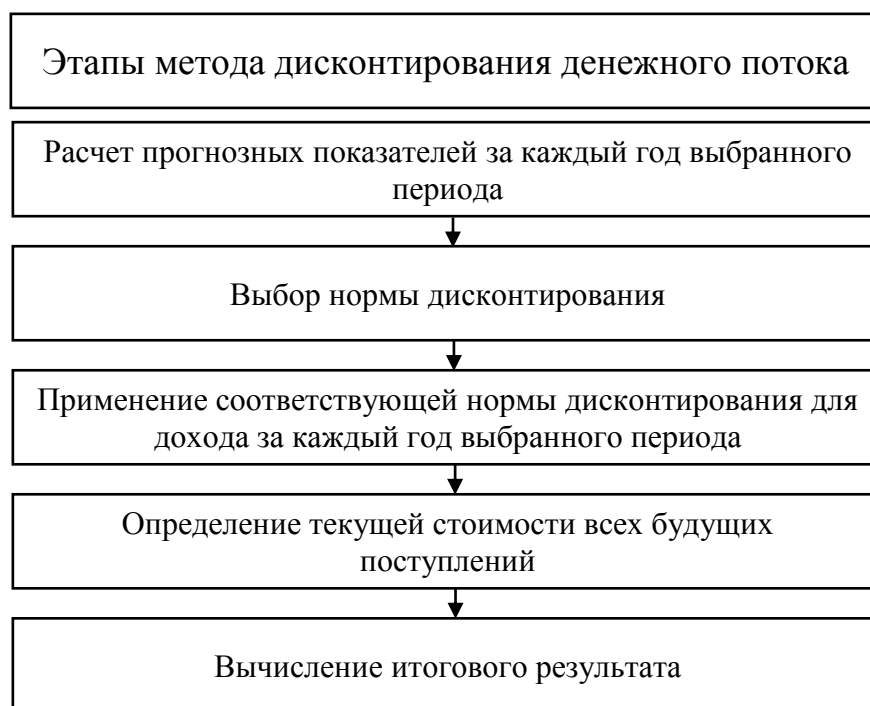 Этапы метода дисконтирования денежного потока
Расчет прогнозных показателей за каждый год выбранного
периода
Выбор нормы дисконтирования
Применение соответствующей нормы дисконтирования для
дохода за каждый год выбранного периода
Определение текущей стоимости всех будущих
поступлений
Вычисление итогового результата